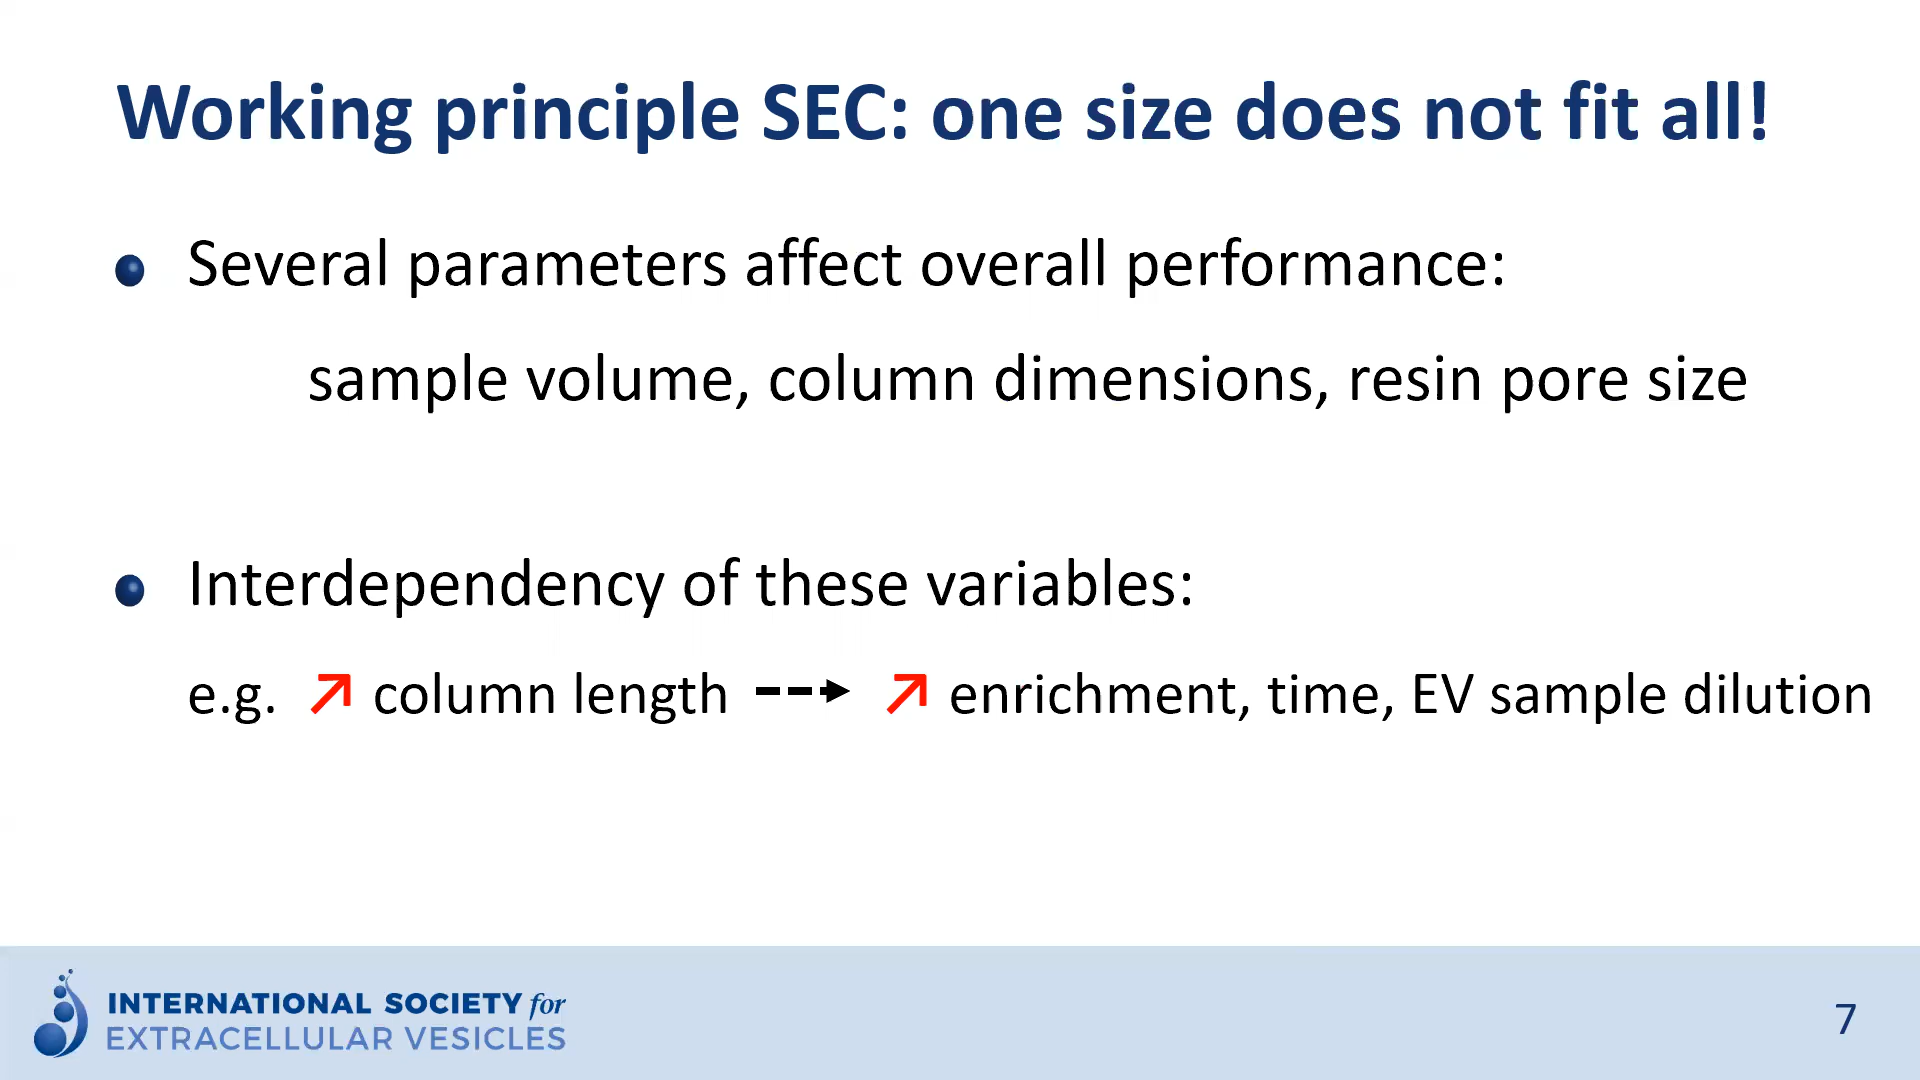 Working principle SEC: one size does not fit all!
Several parameters affect overall performance:
sample volume, column dimensions, resin pore size
Interdependency of these variables:
e.g. ↗ column length --→ ↗ enrichment, time, EV sample dilution
INTERNATIONAL SOCIETY for
EXTRACELLULAR VESICLES
7